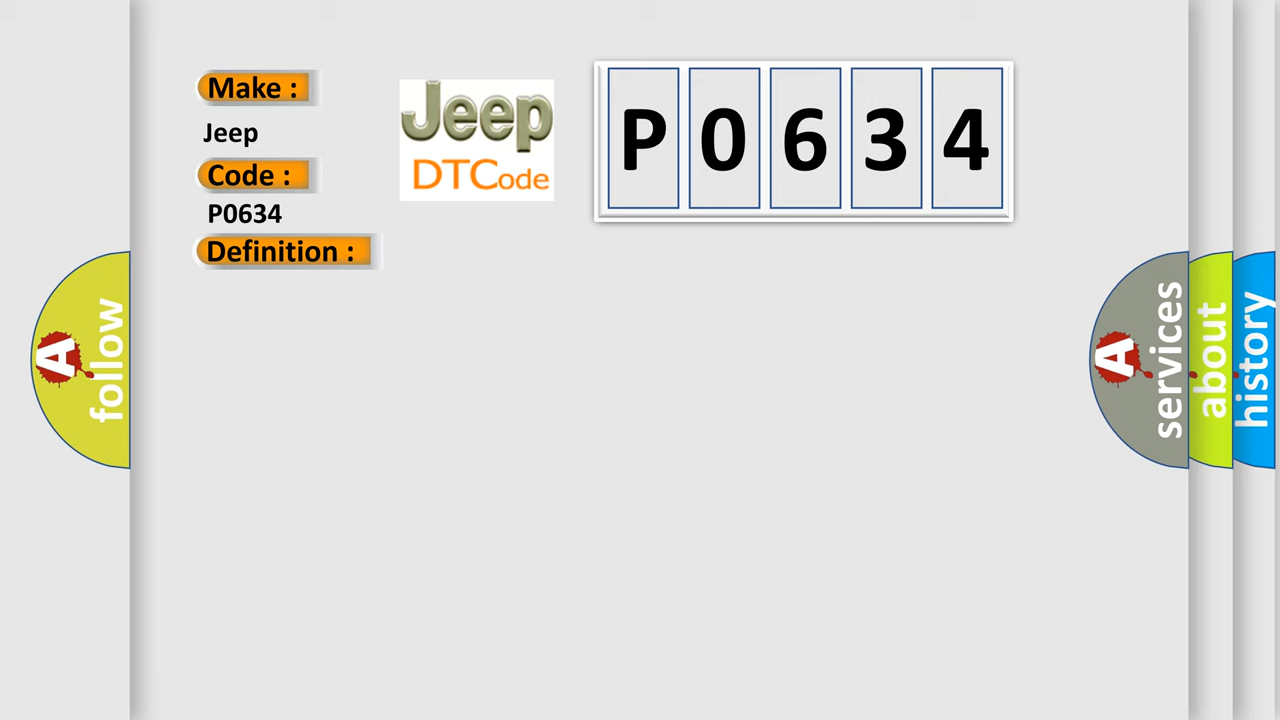 Make :
Jeep
Code :
P0634
Definition :
Jeep
DTCode
P 0 6 3 4
A follow
A services
about
history